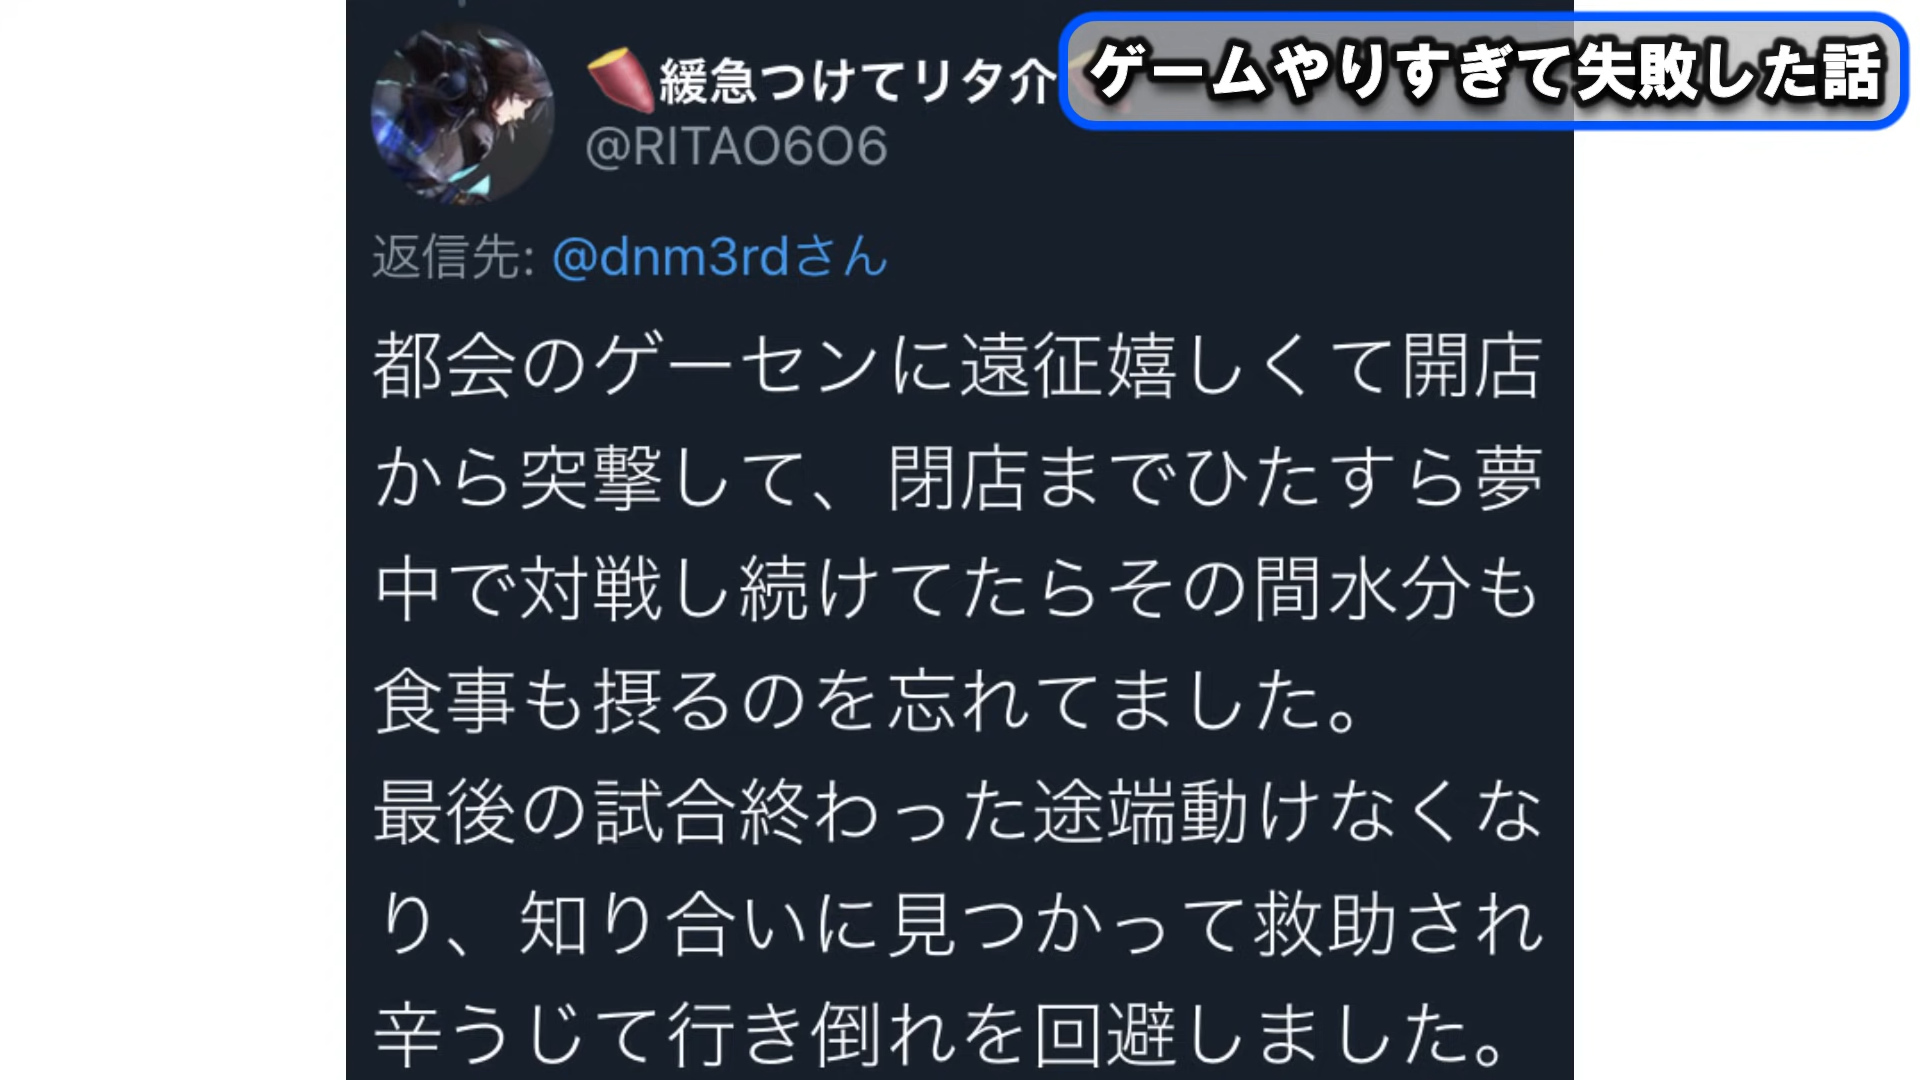 ゲームやりすぎて失敗した話
🍠緩急つけてリタ介
@RITAO6O6
返信先: @dnm3rdさん
都会のゲーセンに遠征嬉しくて開店
から突撃して、閉店までひたすら夢
中で対戦し続けてたらその間水分も
食事も摂るのを忘れてました。
最後の試合終わった途端動けなくな
り、知り合いに見つかって救助され
辛うじて行き倒れを回避しました。